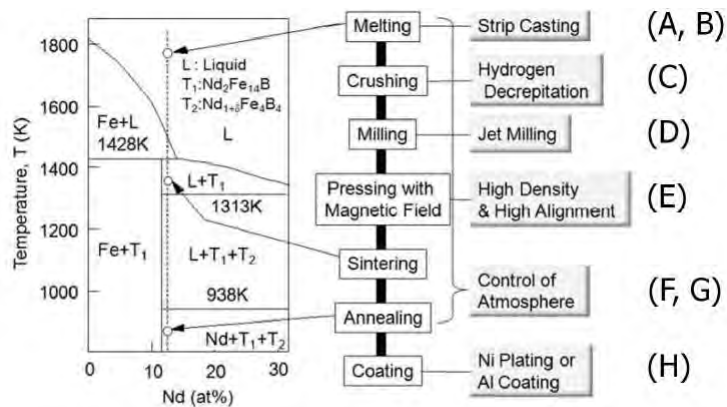 1800
1600
1400
1200
1000
0
10
20
30
Temperature, T (K)
Nd (at%)
L : Liquid
T₁:Nd₂Fe₁₄B
T₂:Nd₁₊δFe₄B₄
Fe+L
1428K
L
L+T₁
1313K
Fe+T₁
L+T₁+T₂
938K
Nd+T₁+T₂
Melting
Crushing
Milling
Pressing with
Magnetic Field
Sintering
Annealing
Coating
Strip Casting
Hydrogen
Decrepitation
Jet Milling
High Density
& High Alignment
Control of
Atmosphere
Ni Plating or
Al Coating
(A, B)
(C)
(D)
(E)
(F, G)
(H)